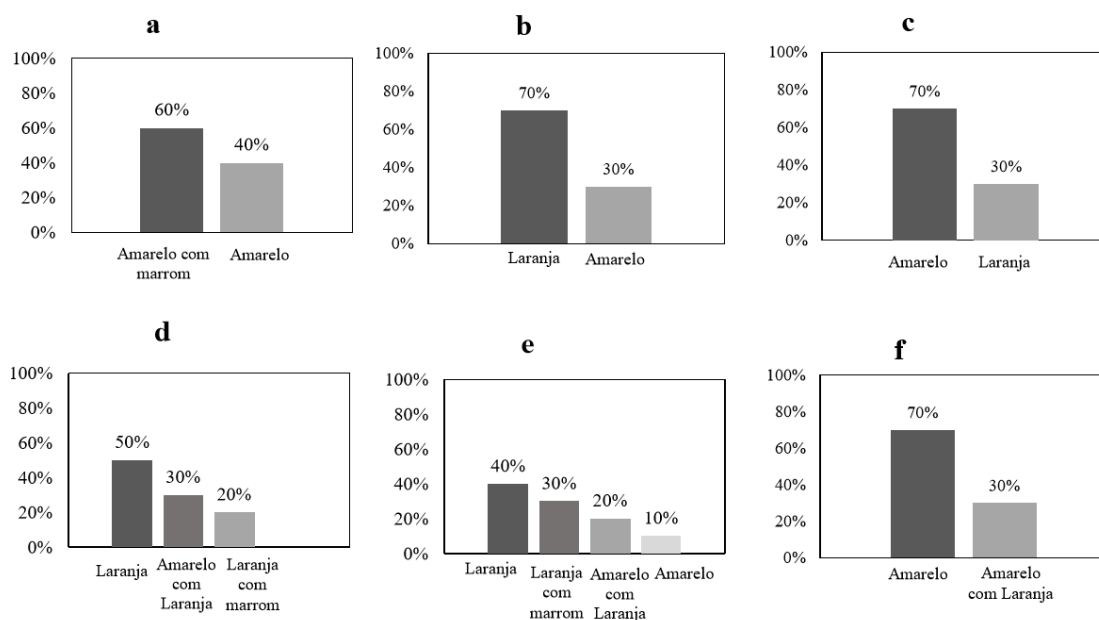 a
100%
80%
60%
40%
20%
0%
60%
40%
Amarelo com
marrom
Amarelo
b
100%
80%
60%
40%
20%
0%
70%
30%
Laranja
Amarelo
c
100%
80%
60%
40%
20%
0%
70%
30%
Amarelo
Laranja
d
100%
80%
60%
40%
20%
0%
50%
30%
20%
Laranja
Amarelo
com
Laranja
Laranja
com
marrom
e
100%
80%
60%
40%
20%
0%
40%
30%
20%
10%
Laranja
Laranja
com
marrom
Amarelo
com
Laranja
Amarelo
f
100%
80%
60%
40%
20%
0%
70%
30%
Amarelo
Amarelo
com Laranja